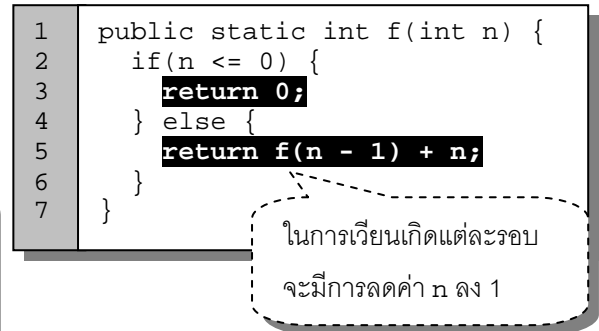 1 public static int f(int n) {
2 if(n <= 0) {
3 return 0;
4 } else {
5 return f(n - 1) + n;
6 }
7 }
ในการเวียนเกิดแต่ละรอบ
จะมีการลดค่า n ลง 1